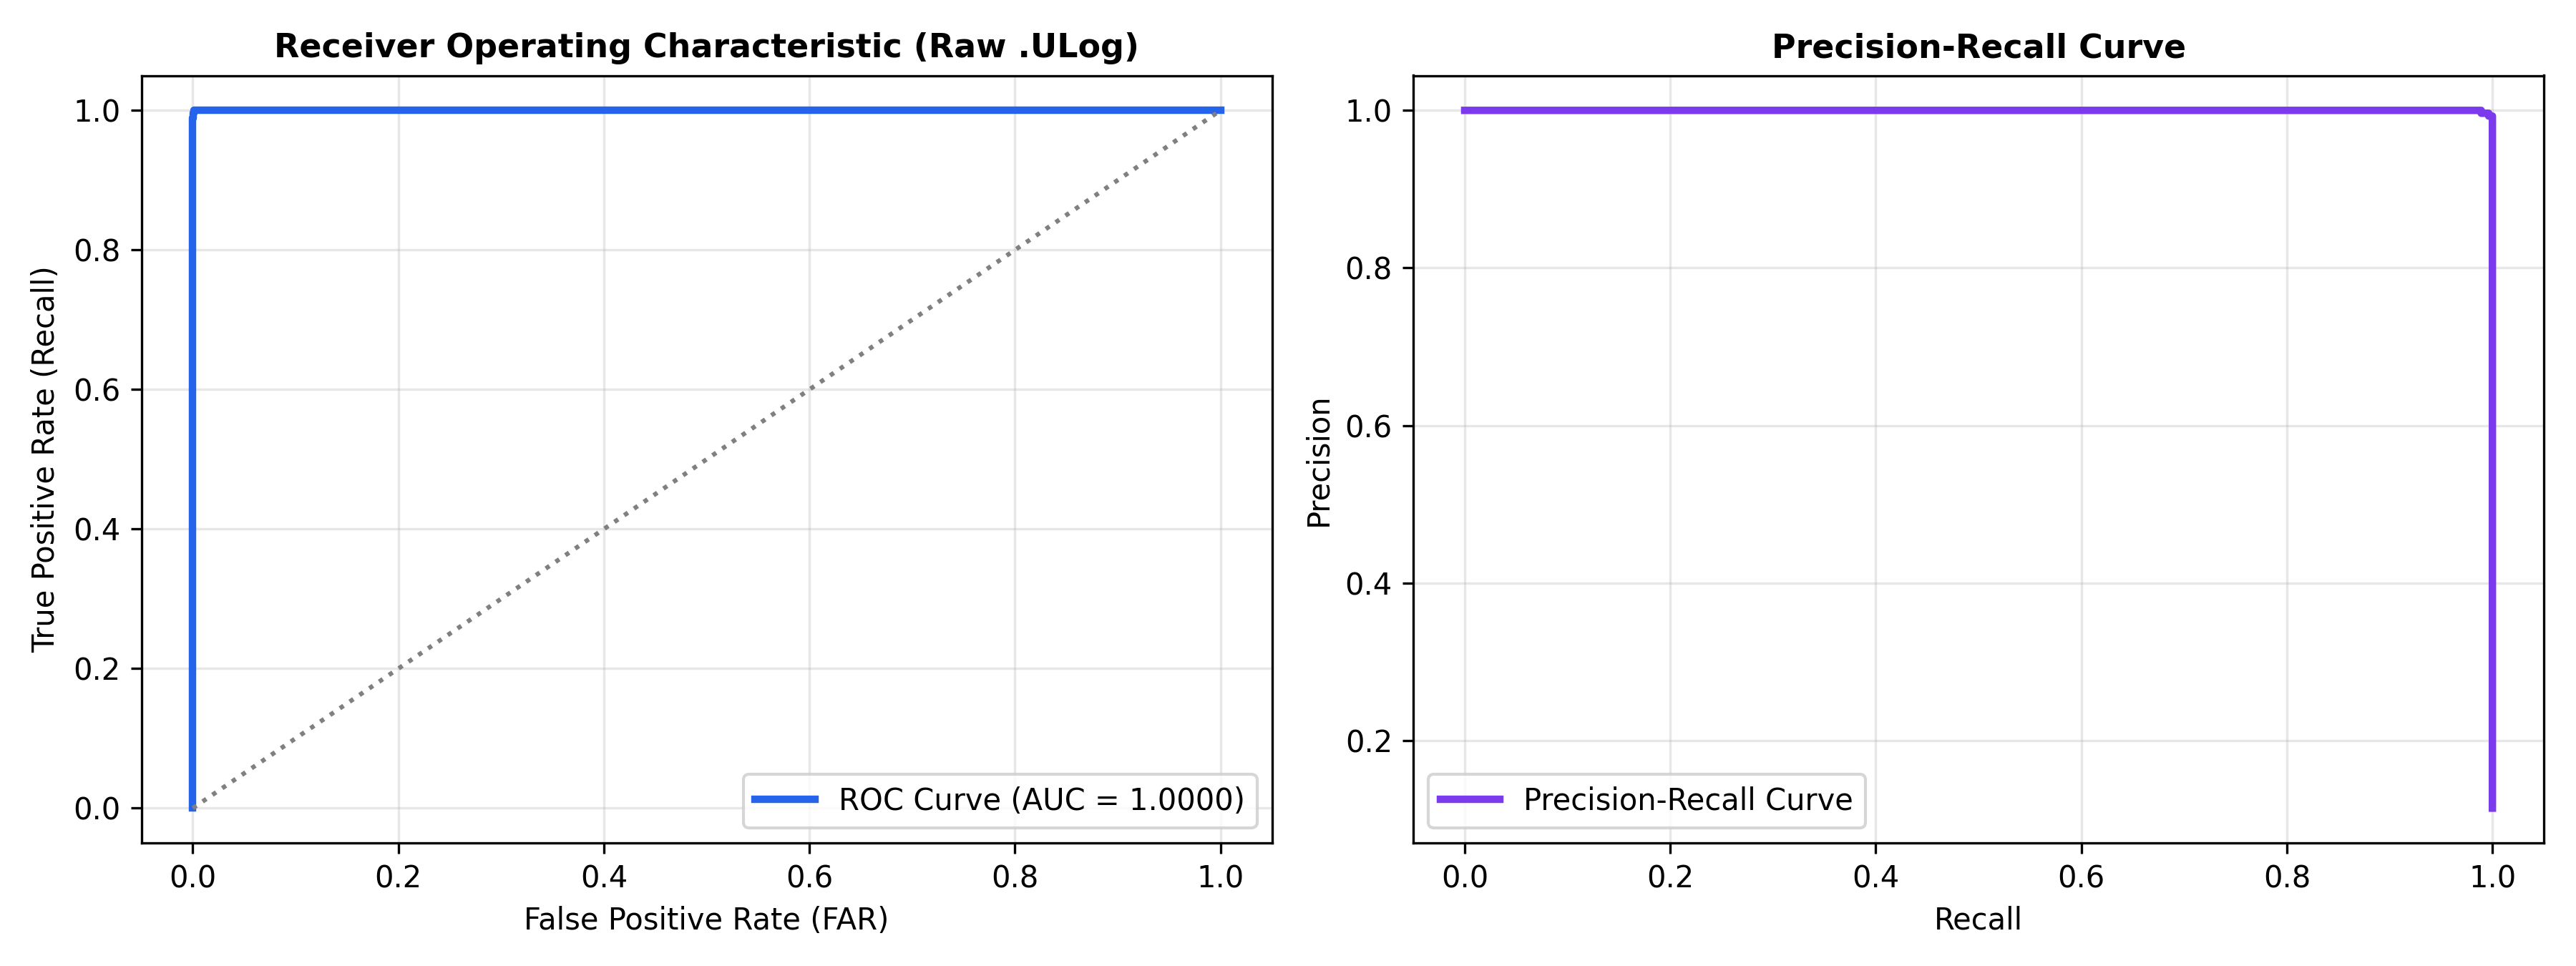 Receiver Operating Characteristic (Raw .ULog)
True Positive Rate (Recall)
1.0
0.8
0.6
0.4
0.2
0.0
0.0 0.2 0.4 0.6 0.8 1.0
False Positive Rate (FAR)
ROC Curve (AUC = 1.0000)
Precision-Recall Curve
Precision
1.0
0.8
0.6
0.4
0.2
0.0 0.2 0.4 0.6 0.8 1.0
Recall
Precision-Recall Curve